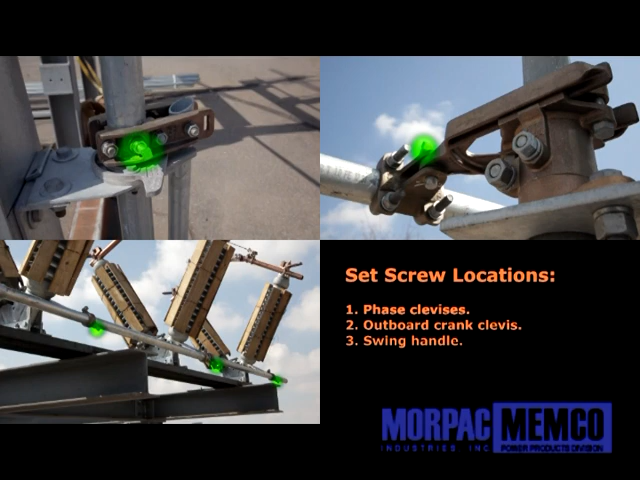 Set Screw Locations:
1. Phase clevises.
2. Outboard crank clevis.
3. Swing handle.
MORPAC MEMCO
INDUSTRIES INC POWER PRODUCTS DIVISION